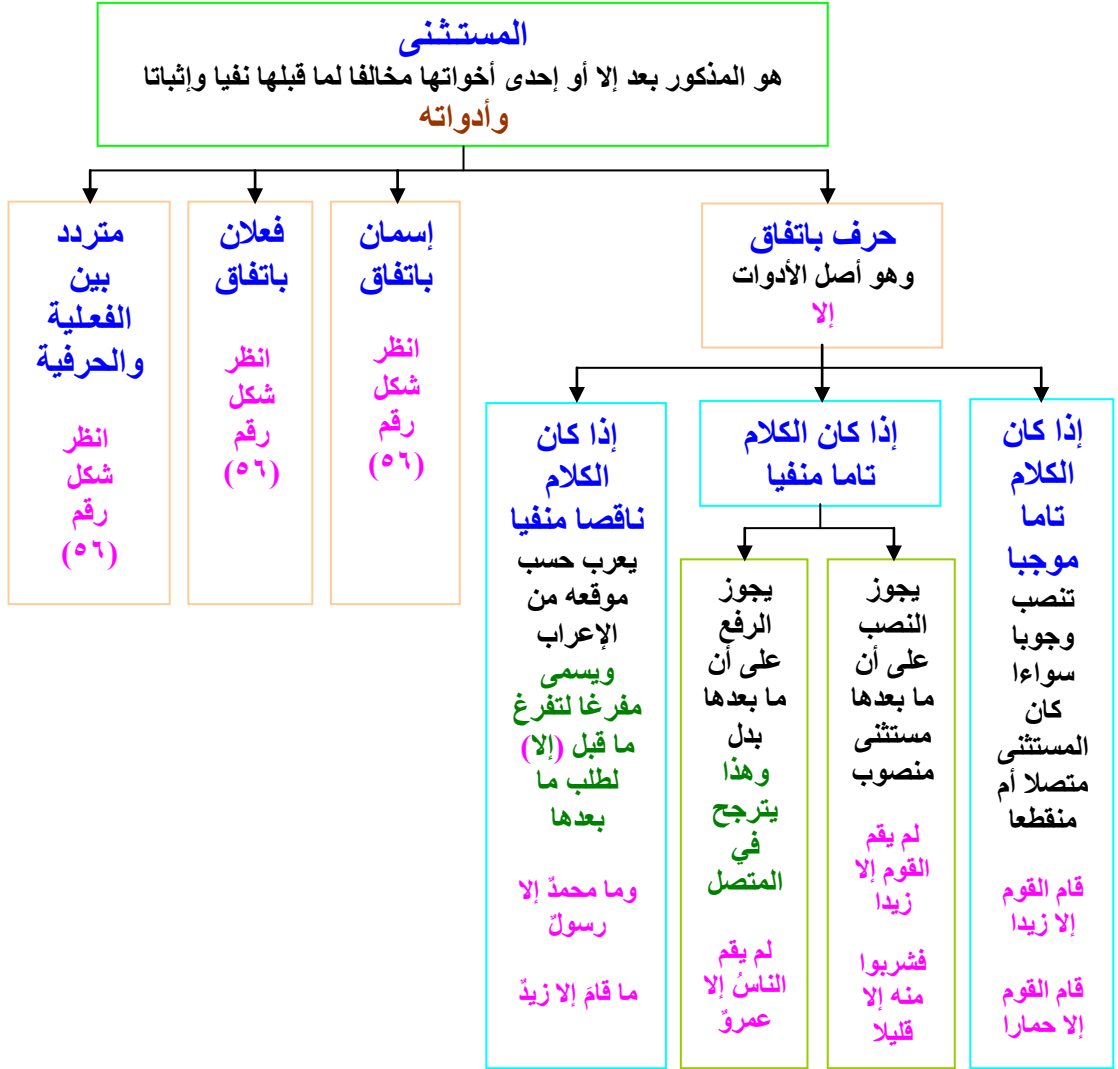 المستثنى
هو المذكور بعد إلا أو إحدى أخواتها مخالفا لما قبلها نفيا وإثباتا
وأدواته
حرف باتفاق
وهو أصل الأدوات
إلا
إسمان
باتفاق
انظر
شكل
رقم
(٥٦)
فعلان
باتفاق
انظر
شكل
رقم
(٥٦)
متردد
بين
الفعلية
والحرفية
انظر
شكل
رقم
(٥٦)
إذا كان
الكلام
تاما
موجبا
تنصب
وجوبا
سواءا
كان
المستثنى
متصلا أم
منقطعا
قام القوم
إلا زيدا
قام القوم
إلا حمارا
إذا كان الكلام
تاما منفيا
يجوز
النصب
على أن
ما بعدها
مستثنى
منصوب
لم يقم
القوم إلا
زيدا
فشربوا
منه إلا
قليلا
يجوز
الرفع
على أن
ما بعدها
بدل
وهذا
يترجح
في
المتصل
لم يقم
الناسُ إلا
عمروٌ
إذا كان
الكلام
ناقصا منفيا
يعرب حسب
موقعه من
الإعراب
ويسمى
مفرغا لتفرغ
ما قبل (إلا)
لطلب ما
بعدها
وما محمدٌ إلا
رسولٌ
ما قامَ إلا زيدٌ